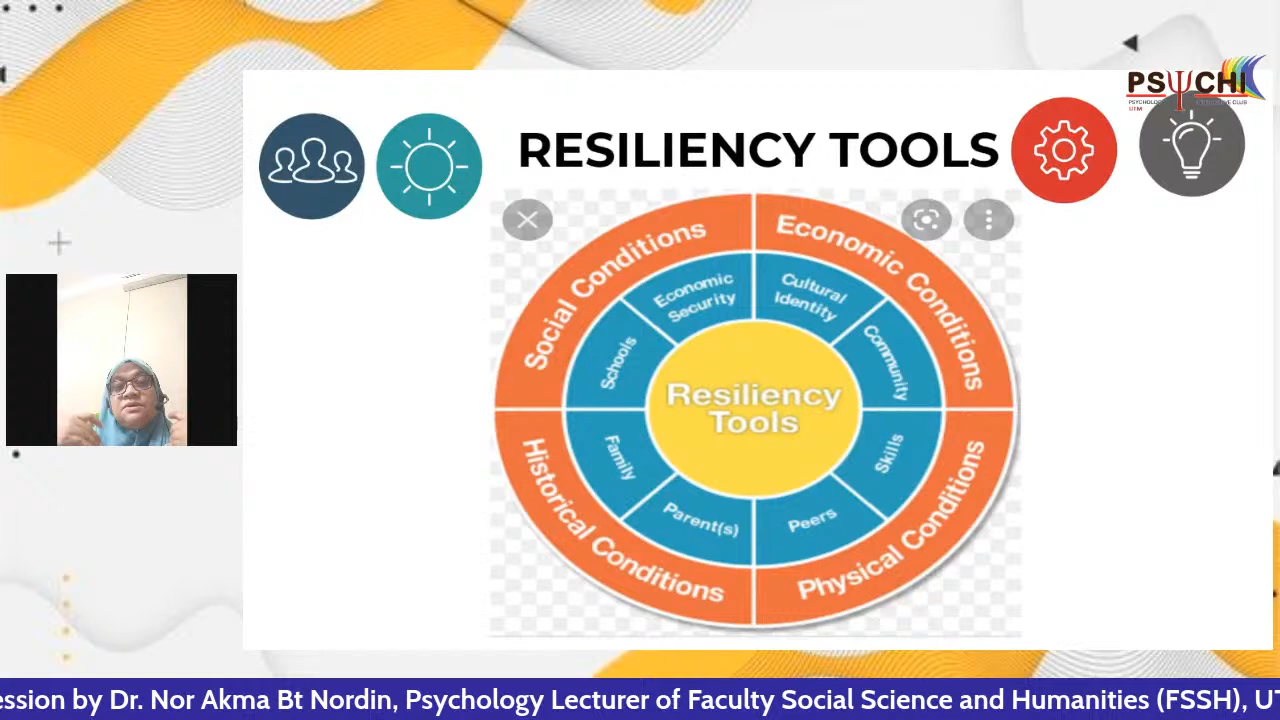 PSYCHI
UTM
RESILIENCY TOOLS
Social Conditions
Economic Conditions
Economic
Security
Cultural
Identity
Schools
Community
Resiliency
Tools
Family
Skills
Parent(s)
Peers
Historical Conditions
Physical Conditions
ession by Dr. Nor Akma Bt Nordin, Psychology Lecturer of Faculty Social Science and Humanities (FSSH), UT